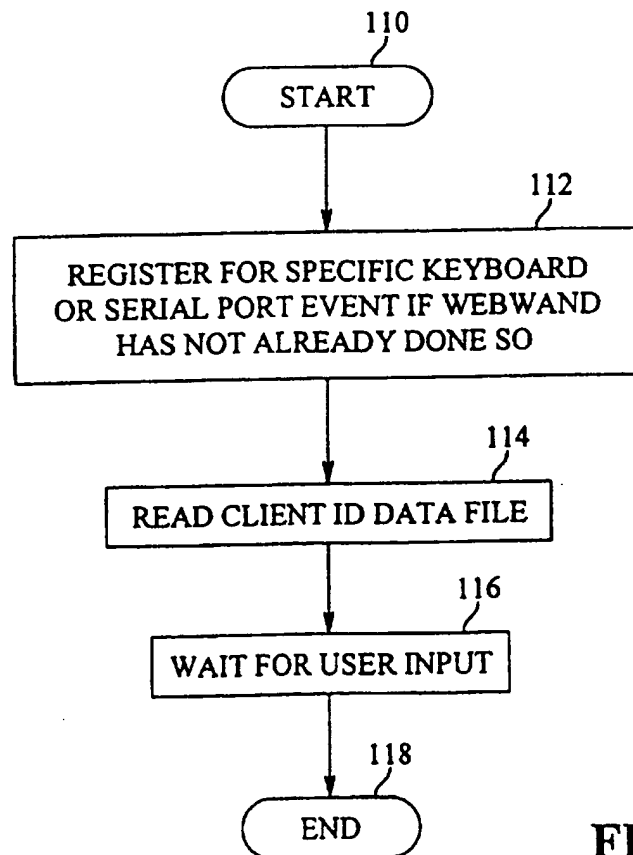 110
START
112
REGISTER FOR SPECIFIC KEYBOARD
OR SERIAL PORT EVENT IF WEBWAND
HAS NOT ALREADY DONE SO
114
READ CLIENT ID DATA FILE
116
WAIT FOR USER INPUT
118
END